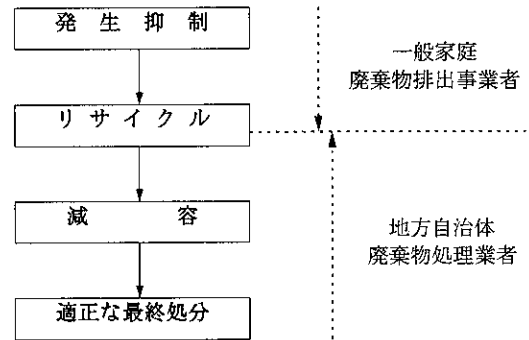 発生抑制
一般家庭
廃棄物排出事業者
リサイクル
減容
地方自治体
廃棄物処理業者
適正な最終処分